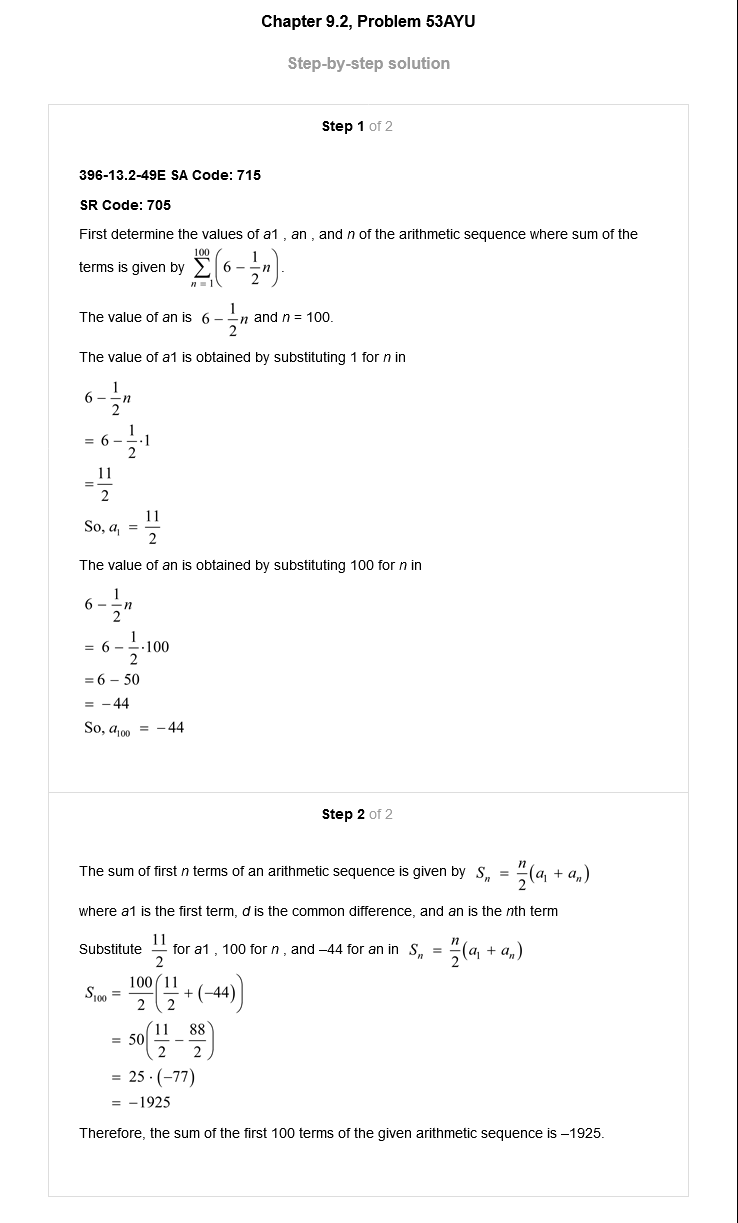 Chapter 9.2, Problem 53AYU
Step-by-step solution
Step 1 of 2
396-13.2-49E SA Code: 715
SR Code: 705
First determine the values of a1 , an , and n of the arithmetic sequence where sum of the
terms is given by \sum_{n=1}^{100}\left(6-\frac{1}{2}n\right).
The value of an is 6-\frac{1}{2}n and n = 100.
The value of a1 is obtained by substituting 1 for n in
6-\frac{1}{2}n
= 6-\frac{1}{2}\cdot 1
=\frac{11}{2}
So, a_1 = \frac{11}{2}
The value of an is obtained by substituting 100 for n in
6-\frac{1}{2}n
= 6-\frac{1}{2}\cdot 100
= 6 – 50
= –44
So, a_{100} = –44
Step 2 of 2
The sum of first n terms of an arithmetic sequence is given by S_n = \frac{n}{2}(a_1 + a_n)
where a1 is the first term, d is the common difference, and an is the nth term
Substitute \frac{11}{2} for a1 , 100 for n , and –44 for an in S_n = \frac{n}{2}(a_1 + a_n)
S_{100} = \frac{100}{2}\left(\frac{11}{2}+(-44)\right)
= 50\left(\frac{11}{2}-\frac{88}{2}\right)
= 25 · (–77)
= –1925
Therefore, the sum of the first 100 terms of the given arithmetic sequence is –1925.